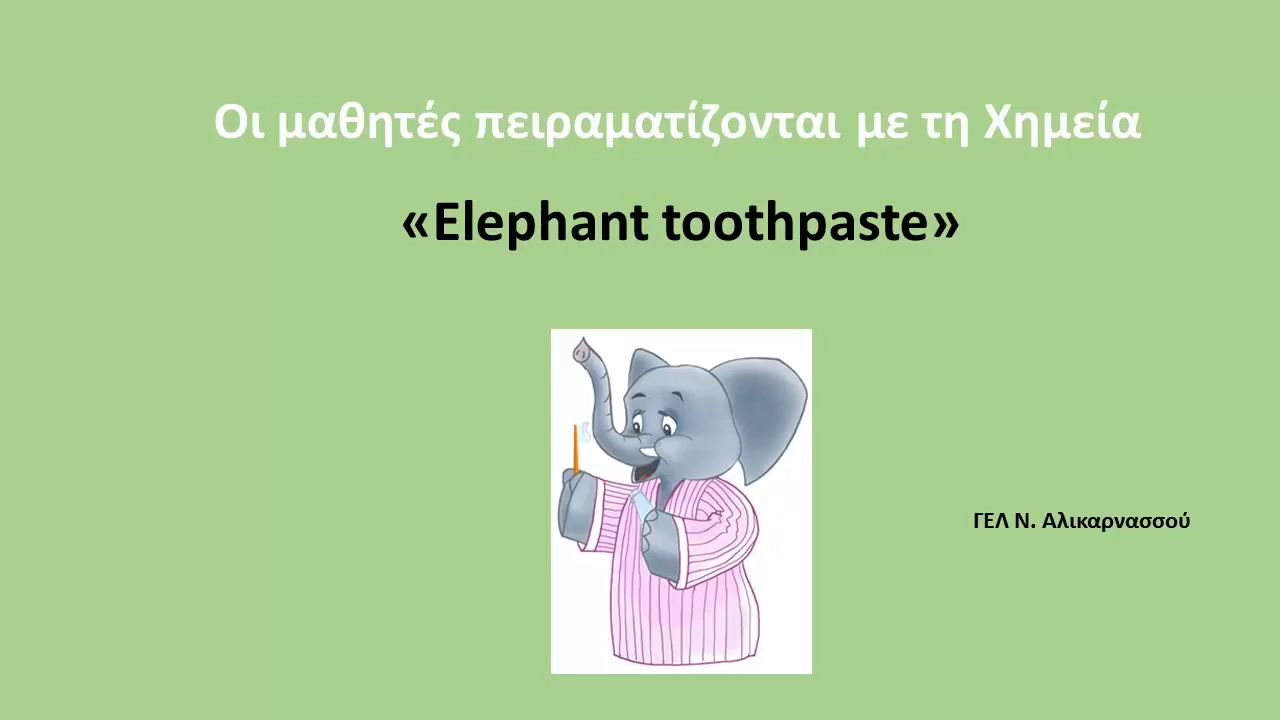 Οι μαθητές πειραματίζονται με τη Χημεία
«Elephant toothpaste»
ΓΕΛ Ν. Αλικαρνασσού